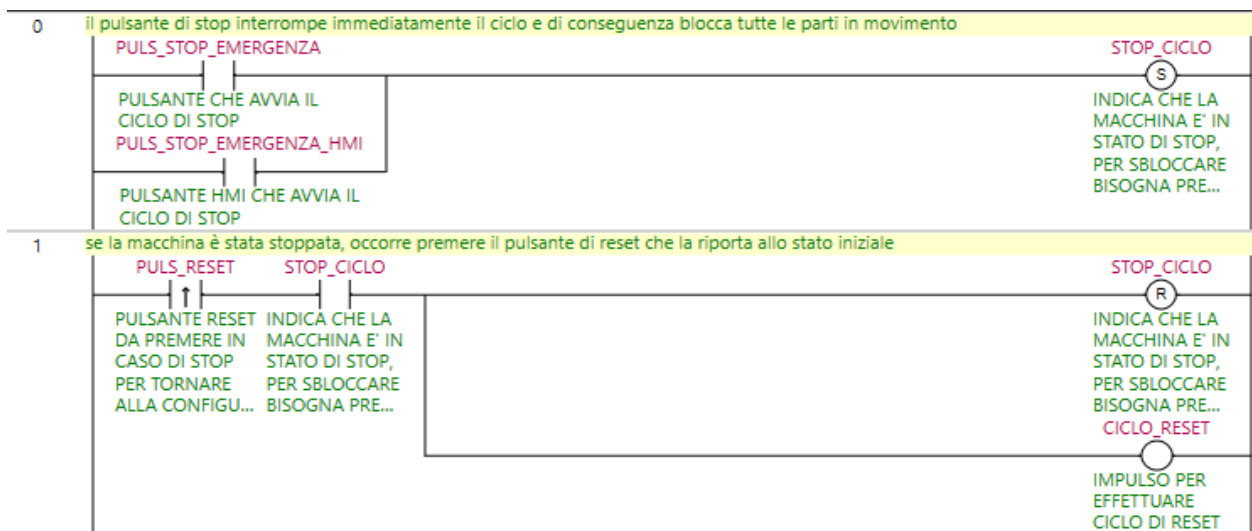 0
il pulsante di stop interrompe immediatamente il ciclo e di conseguenza blocca tutte le parti in movimento
PULS_STOP_EMERGENZA
PULSANTE CHE AVVIA IL
CICLO DI STOP
PULS_STOP_EMERGENZA_HMI
PULSANTE HMI CHE AVVIA IL
CICLO DI STOP
STOP_CICLO
S
INDICA CHE LA
MACCHINA E' IN
STATO DI STOP,
PER SBLOCCARE
BISOGNA PRE...
1
se la macchina è stata stoppata, occorre premere il pulsante di reset che la riporta allo stato iniziale
PULS_RESET
PULSANTE RESET
DA PREMERE IN
CASO DI STOP
PER TORNARE
ALLA CONFIGU...
STOP_CICLO
INDICA CHE LA
MACCHINA E' IN
STATO DI STOP,
PER SBLOCCARE
BISOGNA PRE...
STOP_CICLO
R
INDICA CHE LA
MACCHINA E' IN
STATO DI STOP,
PER SBLOCCARE
BISOGNA PRE...
CICLO_RESET
IMPULSO PER
EFFETTUARE
CICLO DI RESET